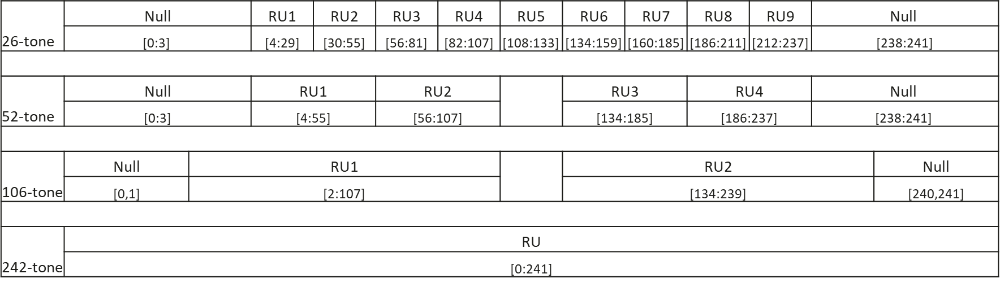 Null RU1 RU2 RU3 RU4 RU5 RU6 RU7 RU8 RU9 Null
26-tone [0:3] [4:29] [30:55] [56:81] [82:107] [108:133] [134:159] [160:185] [186:211] [212:237] [238:241]
Null RU1 RU2 RU3 RU4 Null
52-tone [0:3] [4:55] [56:107] [134:185] [186:237] [238:241]
Null RU1 RU2 Null
106-tone [0,1] [2:107] [134:239] [240,241]
RU
242-tone [0:241]